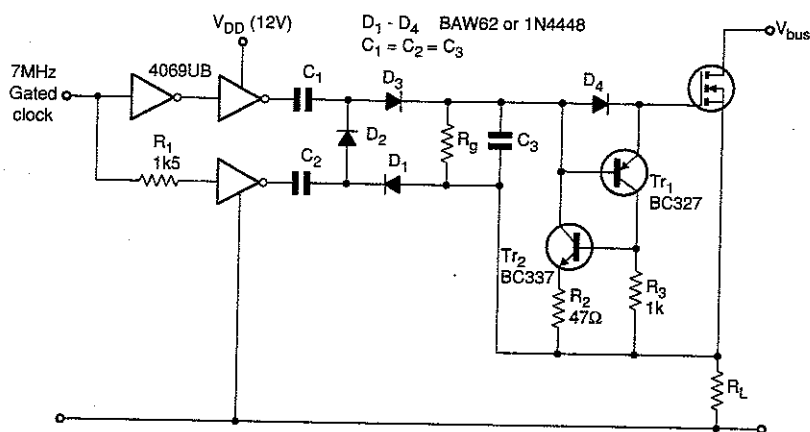 V_DD (12V)
D1 - D4 BAW62 or 1N4448
C1 = C2 = C3
V_bus
7MHz
Gated
clock
4069UB
C1
D3
D4
R1
1k5
D2
Rg
C3
C2
D1
Tr1
BC327
Tr2
BC337
R2
47Ω
R3
1k
RL